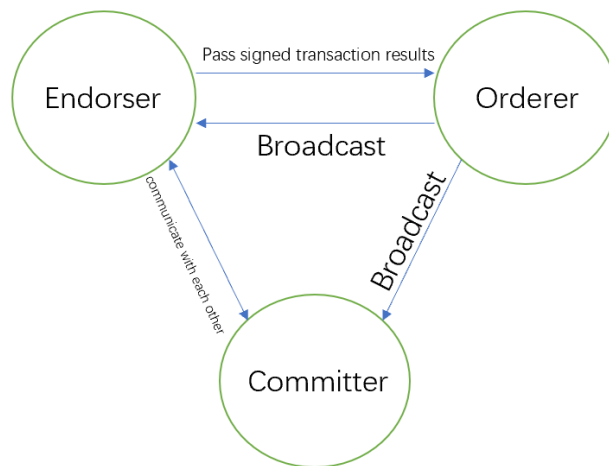 Pass signed transaction results
Endorser
Orderer
Broadcast
Broadcast
communicate with each other
Committer